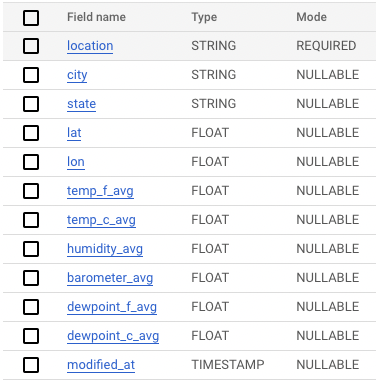 Field name Type Mode
location STRING REQUIRED
city STRING NULLABLE
state STRING NULLABLE
lat FLOAT NULLABLE
lon FLOAT NULLABLE
temp_f_avg FLOAT NULLABLE
temp_c_avg FLOAT NULLABLE
humidity_avg FLOAT NULLABLE
barometer_avg FLOAT NULLABLE
dewpoint_f_avg FLOAT NULLABLE
dewpoint_c_avg FLOAT NULLABLE
modified_at TIMESTAMP NULLABLE